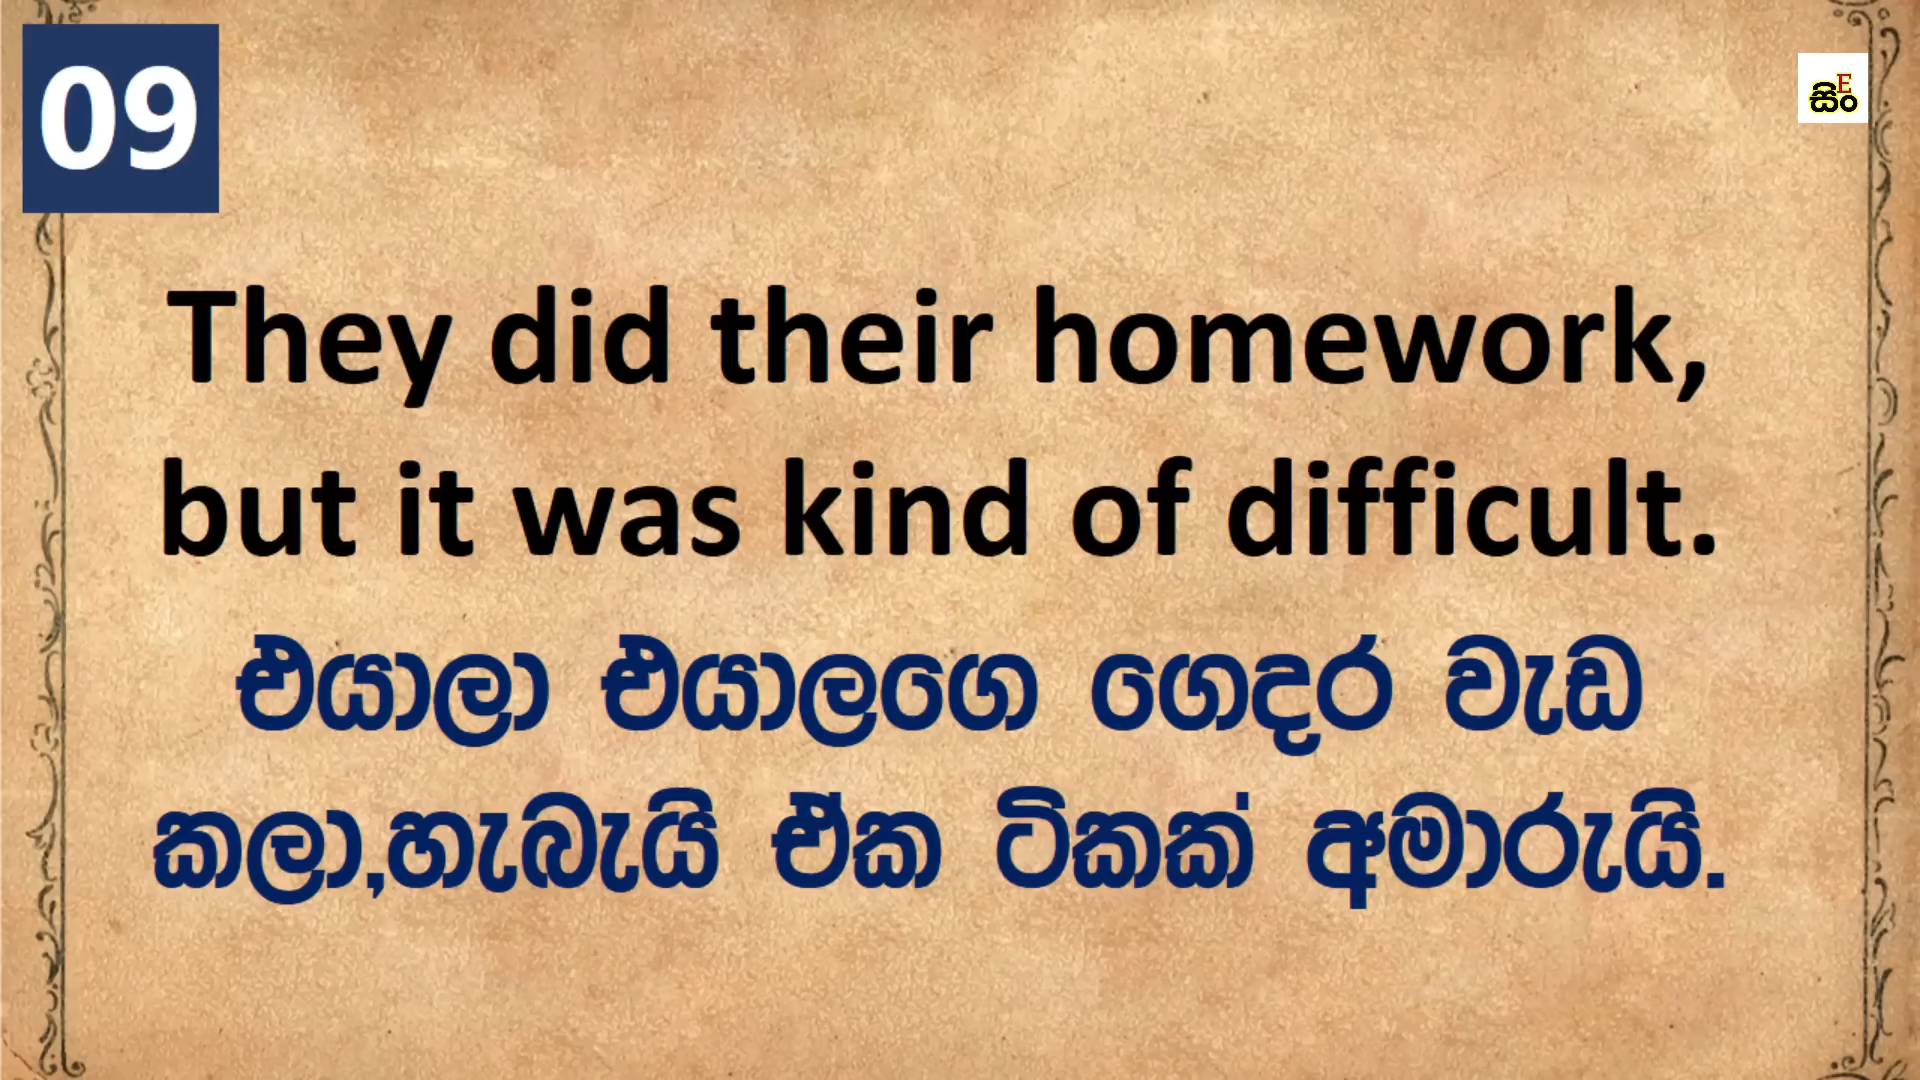 09
සිංE
They did their homework,
but it was kind of difficult.
එයාලා එයාලගෙ ගෙදර වැඩ
කලා,හැබැයි ඒක ටිකක් අමාරුයි.